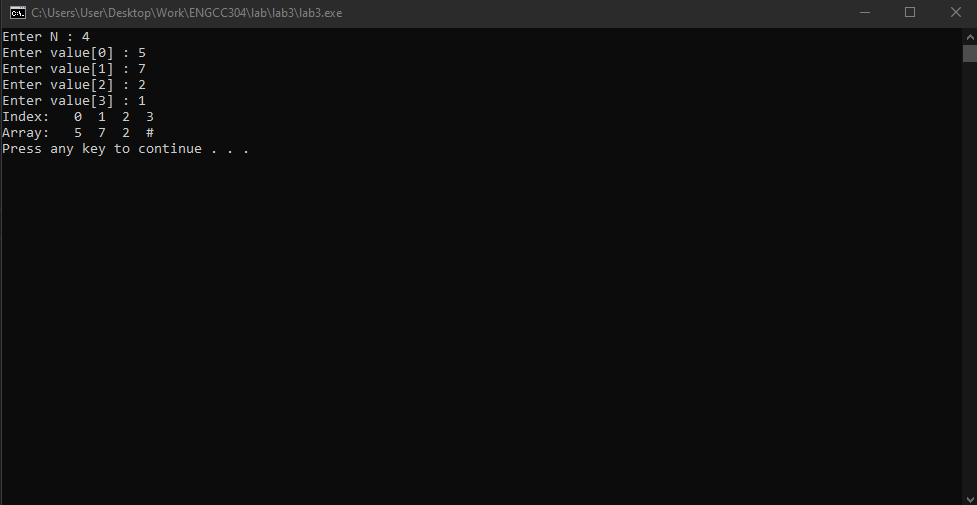 C:\Users\User\Desktop\Work\ENGCC304\lab\lab3\lab3.exe
Enter N : 4
Enter value[0] : 5
Enter value[1] : 7
Enter value[2] : 2
Enter value[3] : 1
Index:   0  1  2  3
Array:   5  7  2  #
Press any key to continue . . .